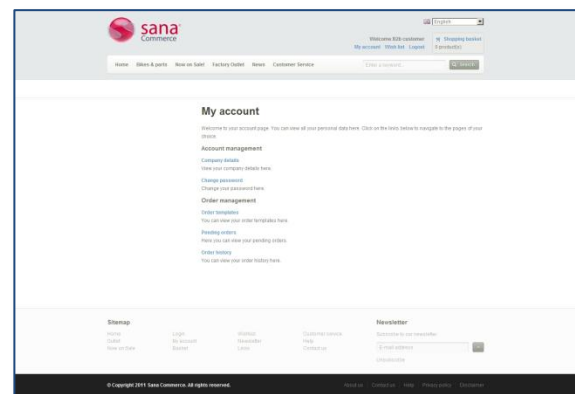 sana
Commerce
English
Welcome B2B customer
Shopping basket
My account Wish list Logout
0 product(s)
Home Bikes & parts Now on Sale! Factory Outlet News Customer Service
Enter a keyword..
Search
My account
Welcome to your account page. You can view all your personal data here. Click on the links below to navigate to the pages of your
choice.
Account management
Company details
View your company details here.
Change password
Change your password here.
Order management
Order templates
You can view your order templates here.
Pending orders
Here you can view your pending orders.
Order history
You can view your order history here.
Sitemap
Newsletter
Home Login Wishlist Customer service
Subscribe to our newsletter
Outlet My account Newsletter Help
Now on Sale Basket Contact us
E-mail address
Unsubscribe
© Copyright 2011 Sana Commerce. All rights reserved.
About us Contact us Help Privacy policy Disclaimer